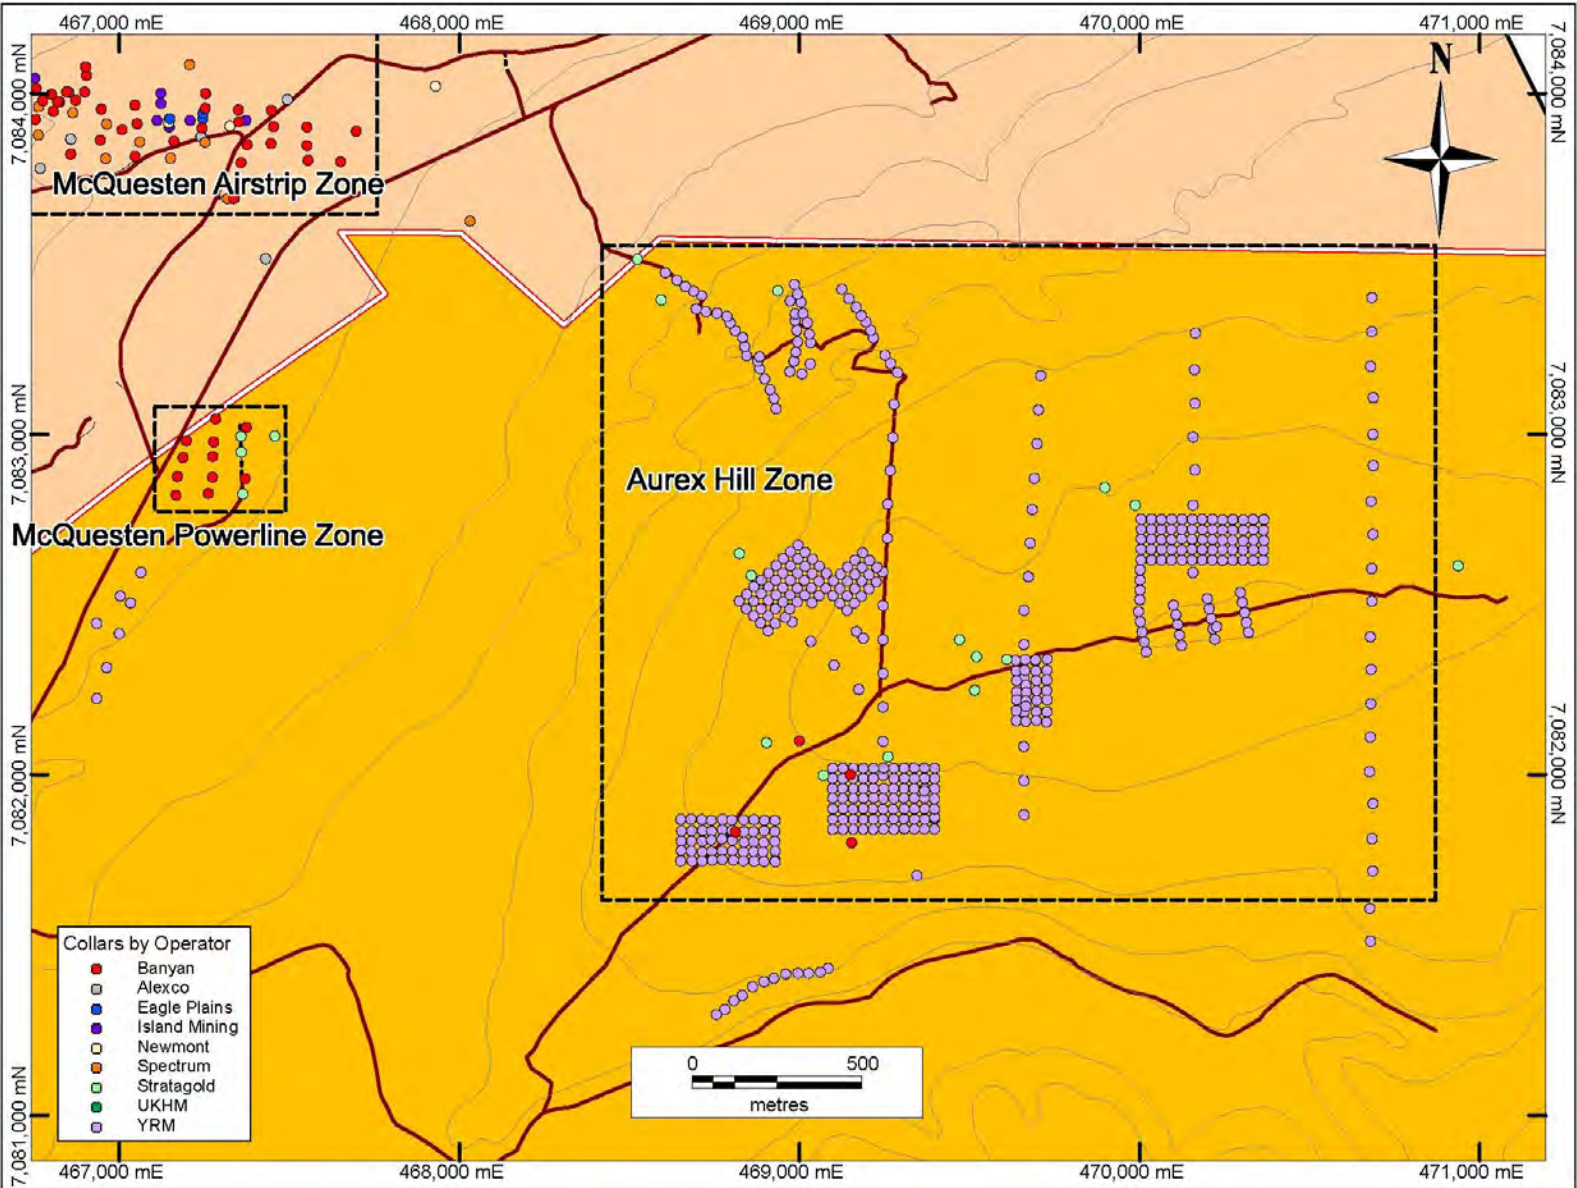 467,000 mE
468,000 mE
469,000 mE
470,000 mE
471,000 mE
7,084,000 mN
7,084,000 mN
N
McQuesten Airstrip Zone
7,083,000 mN
7,083,000 mN
Aurex Hill Zone
McQuesten Powerline Zone
7,082,000 mN
7,082,000 mN
Collars by Operator
Banyan
Alexco
Eagle Plains
Island Mining
Newmont
Spectrum
Stratagold
UKHM
YRM
0 500
metres
7,081,000 mN
467,000 mE
468,000 mE
469,000 mE
470,000 mE
471,000 mE